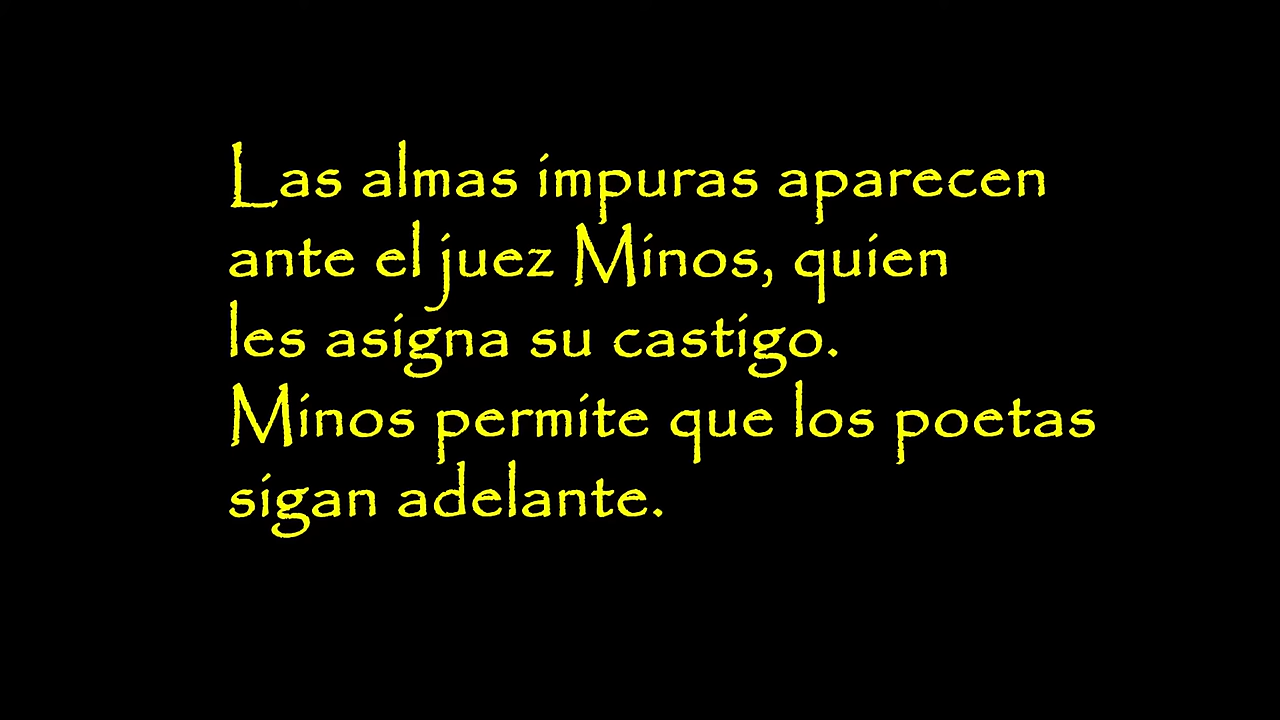 Las almas impuras aparecen
ante el juez Minos, quien
les asigna su castigo.
Minos permite que los poetas
sigan adelante.